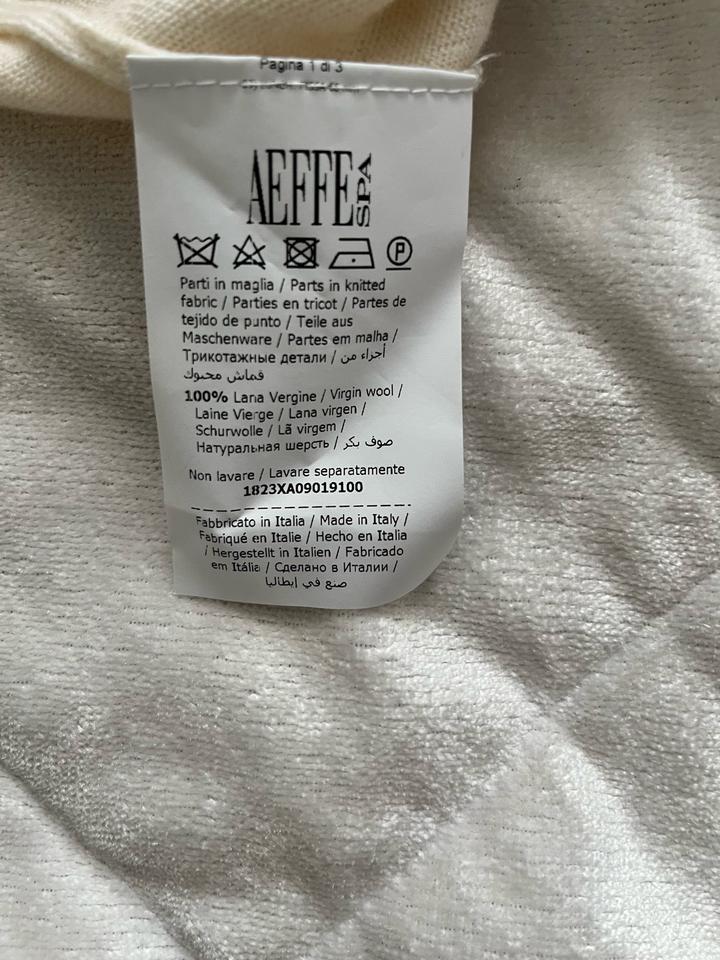 Pagina 1 di 3
AEFFE SPA
P
Parti in maglia / Parts in knitted
fabric / Parties en tricot / Partes de
tejido de punto / Teile aus
Maschenware / Partes em malha /
Трикотажные детали / أجزاء من
قماش محبوك
100% Lana Vergine / Virgin wool /
Laine Vierge / Lana virgen /
Schurwolle / Lã virgem /
Натуральная шерсть / صوف بكر
Non lavare / Lavare separatamente
1823XA09019100
Fabbricato in Italia / Made in Italy /
Fabriqué en Italie / Hecho en Italia
/ Hergestellt in Italien / Fabricado
em Itália / Сделано в Италии /
صنع في إيطاليا